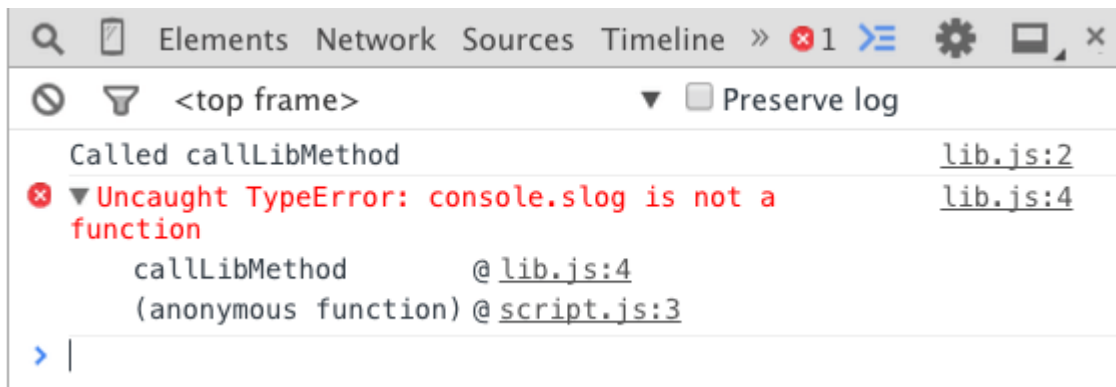 Elements Network Sources Timeline » 1
<top frame> ▼ Preserve log
Called callLibMethod lib.js:2
▼Uncaught TypeError: console.slog is not a lib.js:4
function
callLibMethod @ lib.js:4
(anonymous function) @ script.js:3
>